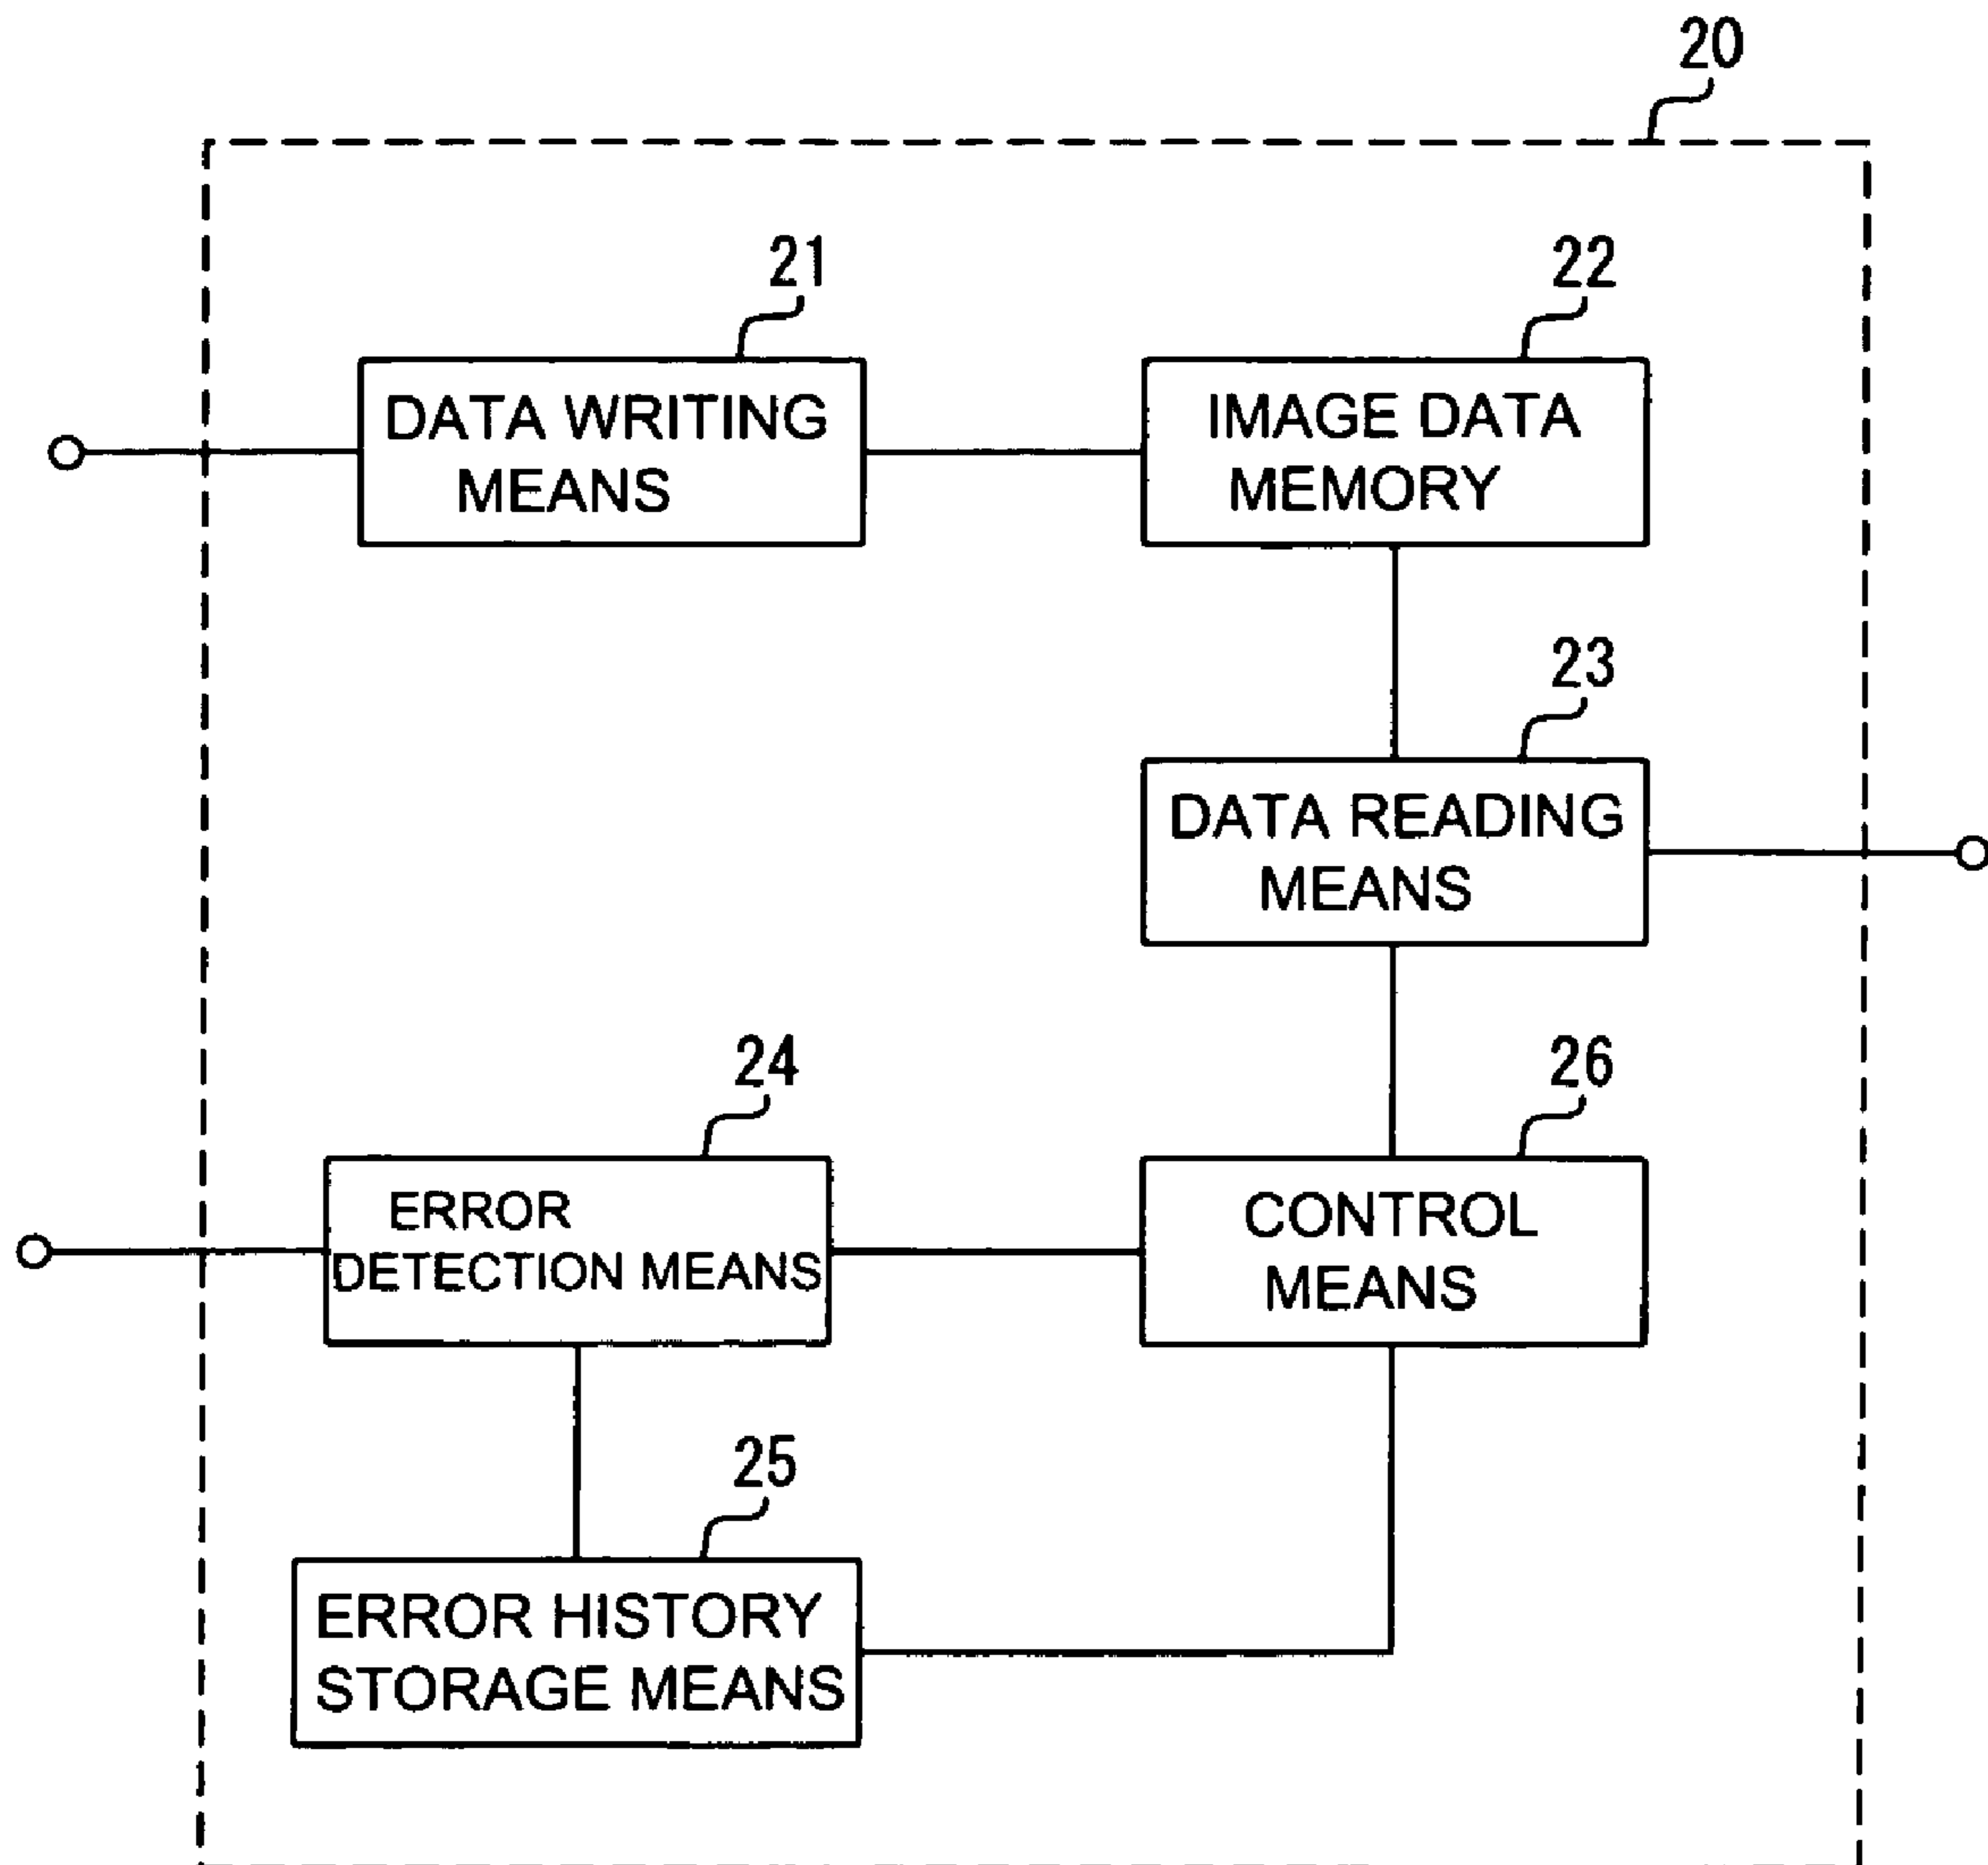 20
21
DATA WRITING
MEANS
22
IMAGE DATA
MEMORY
23
DATA READING
MEANS
24
ERROR
DETECTION MEANS
26
CONTROL
MEANS
25
ERROR HISTORY
STORAGE MEANS